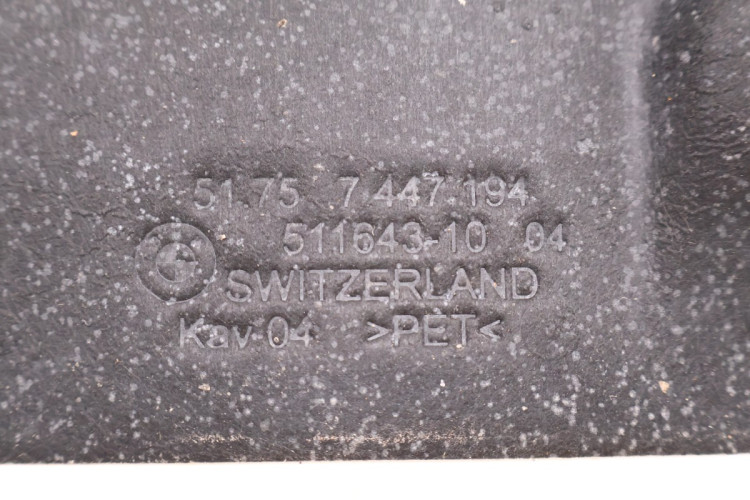 51.75 7 447 194
511643-10 04
SWITZERLAND
Kav 04 >PET<